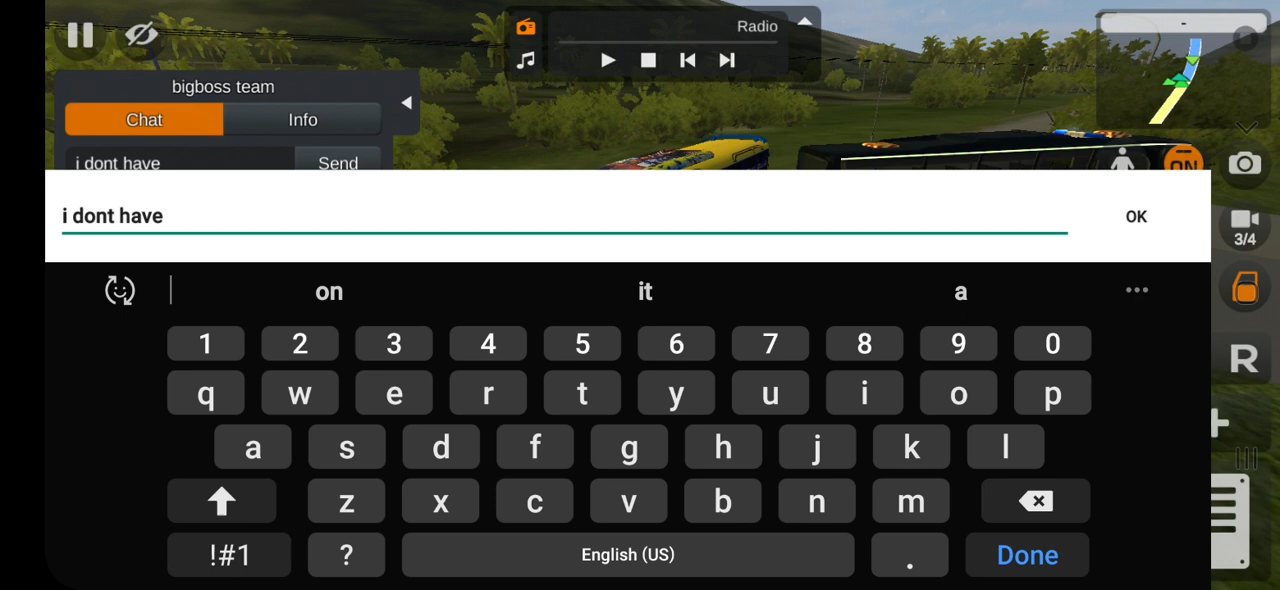 Radio
-
bigboss team
Chat Info
i dont have Send
ON
i dont have OK
3/4
on it a
1 2 3 4 5 6 7 8 9 0
q w e r t y u i o p
R
a s d f g h j k l
z x c v b n m
!#1 ? English (US) . Done